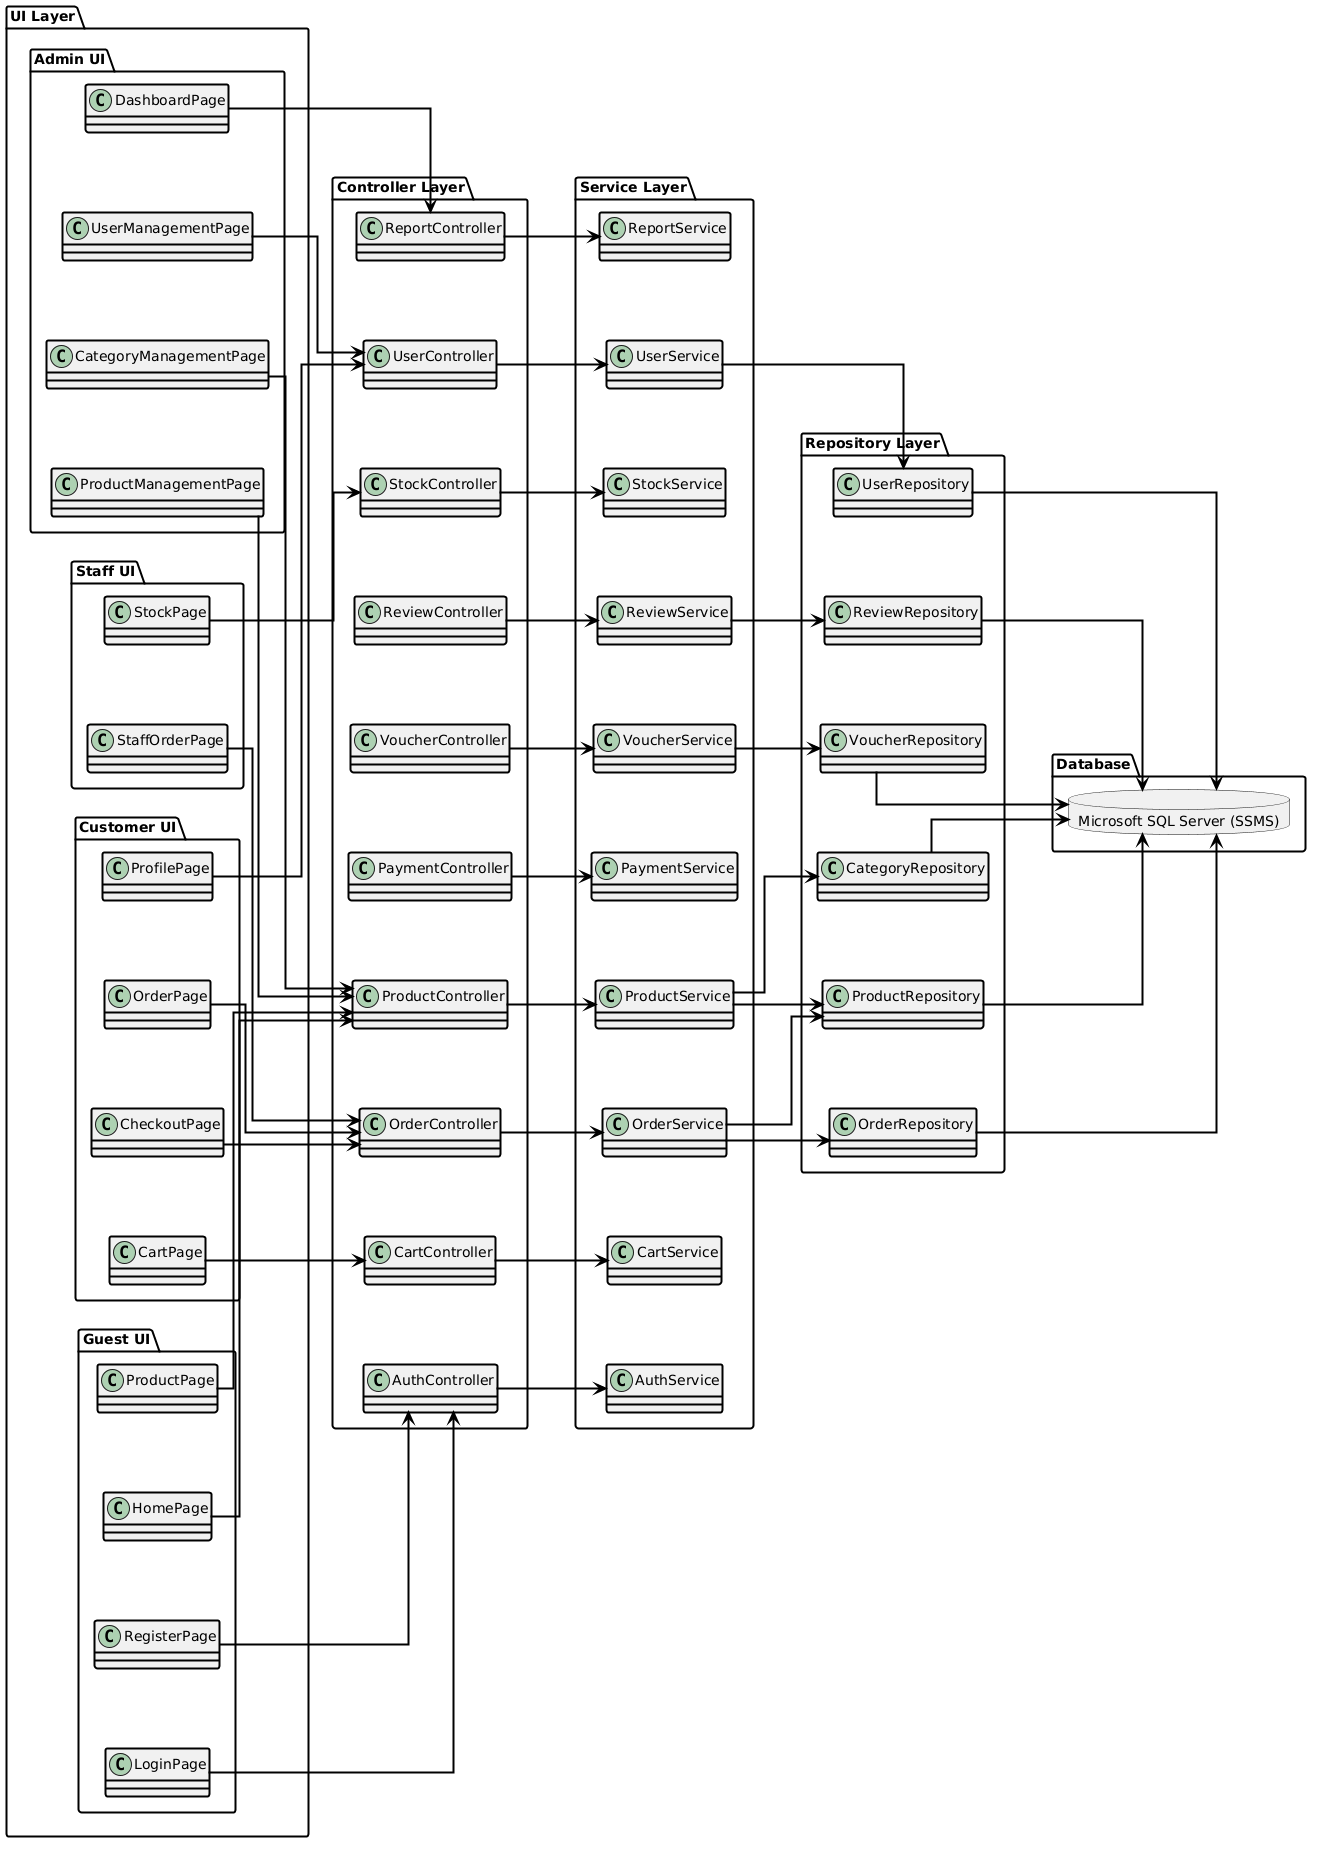 UI Layer
Admin UI
C DashboardPage
C UserManagementPage
C CategoryManagementPage
C ProductManagementPage
Staff UI
C StockPage
C StaffOrderPage
Customer UI
C ProfilePage
C OrderPage
C CheckoutPage
C CartPage
Guest UI
C ProductPage
C HomePage
C RegisterPage
C LoginPage
Controller Layer
C ReportController
C UserController
C StockController
C ReviewController
C VoucherController
C PaymentController
C ProductController
C OrderController
C CartController
C AuthController
Service Layer
C ReportService
C UserService
C StockService
C ReviewService
C VoucherService
C PaymentService
C ProductService
C OrderService
C CartService
C AuthService
Repository Layer
C UserRepository
C ReviewRepository
C VoucherRepository
C CategoryRepository
C ProductRepository
C OrderRepository
Database
Microsoft SQL Server (SSMS)